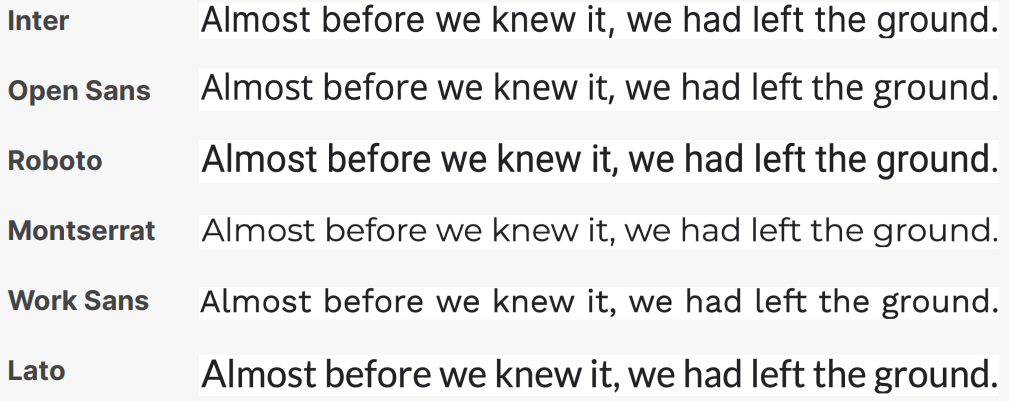 Inter Almost before we knew it, we had left the ground.
Open Sans Almost before we knew it, we had left the ground.
Roboto Almost before we knew it, we had left the ground.
Montserrat Almost before we knew it, we had left the ground.
Work Sans Almost before we knew it, we had left the ground.
Lato Almost before we knew it, we had left the ground.